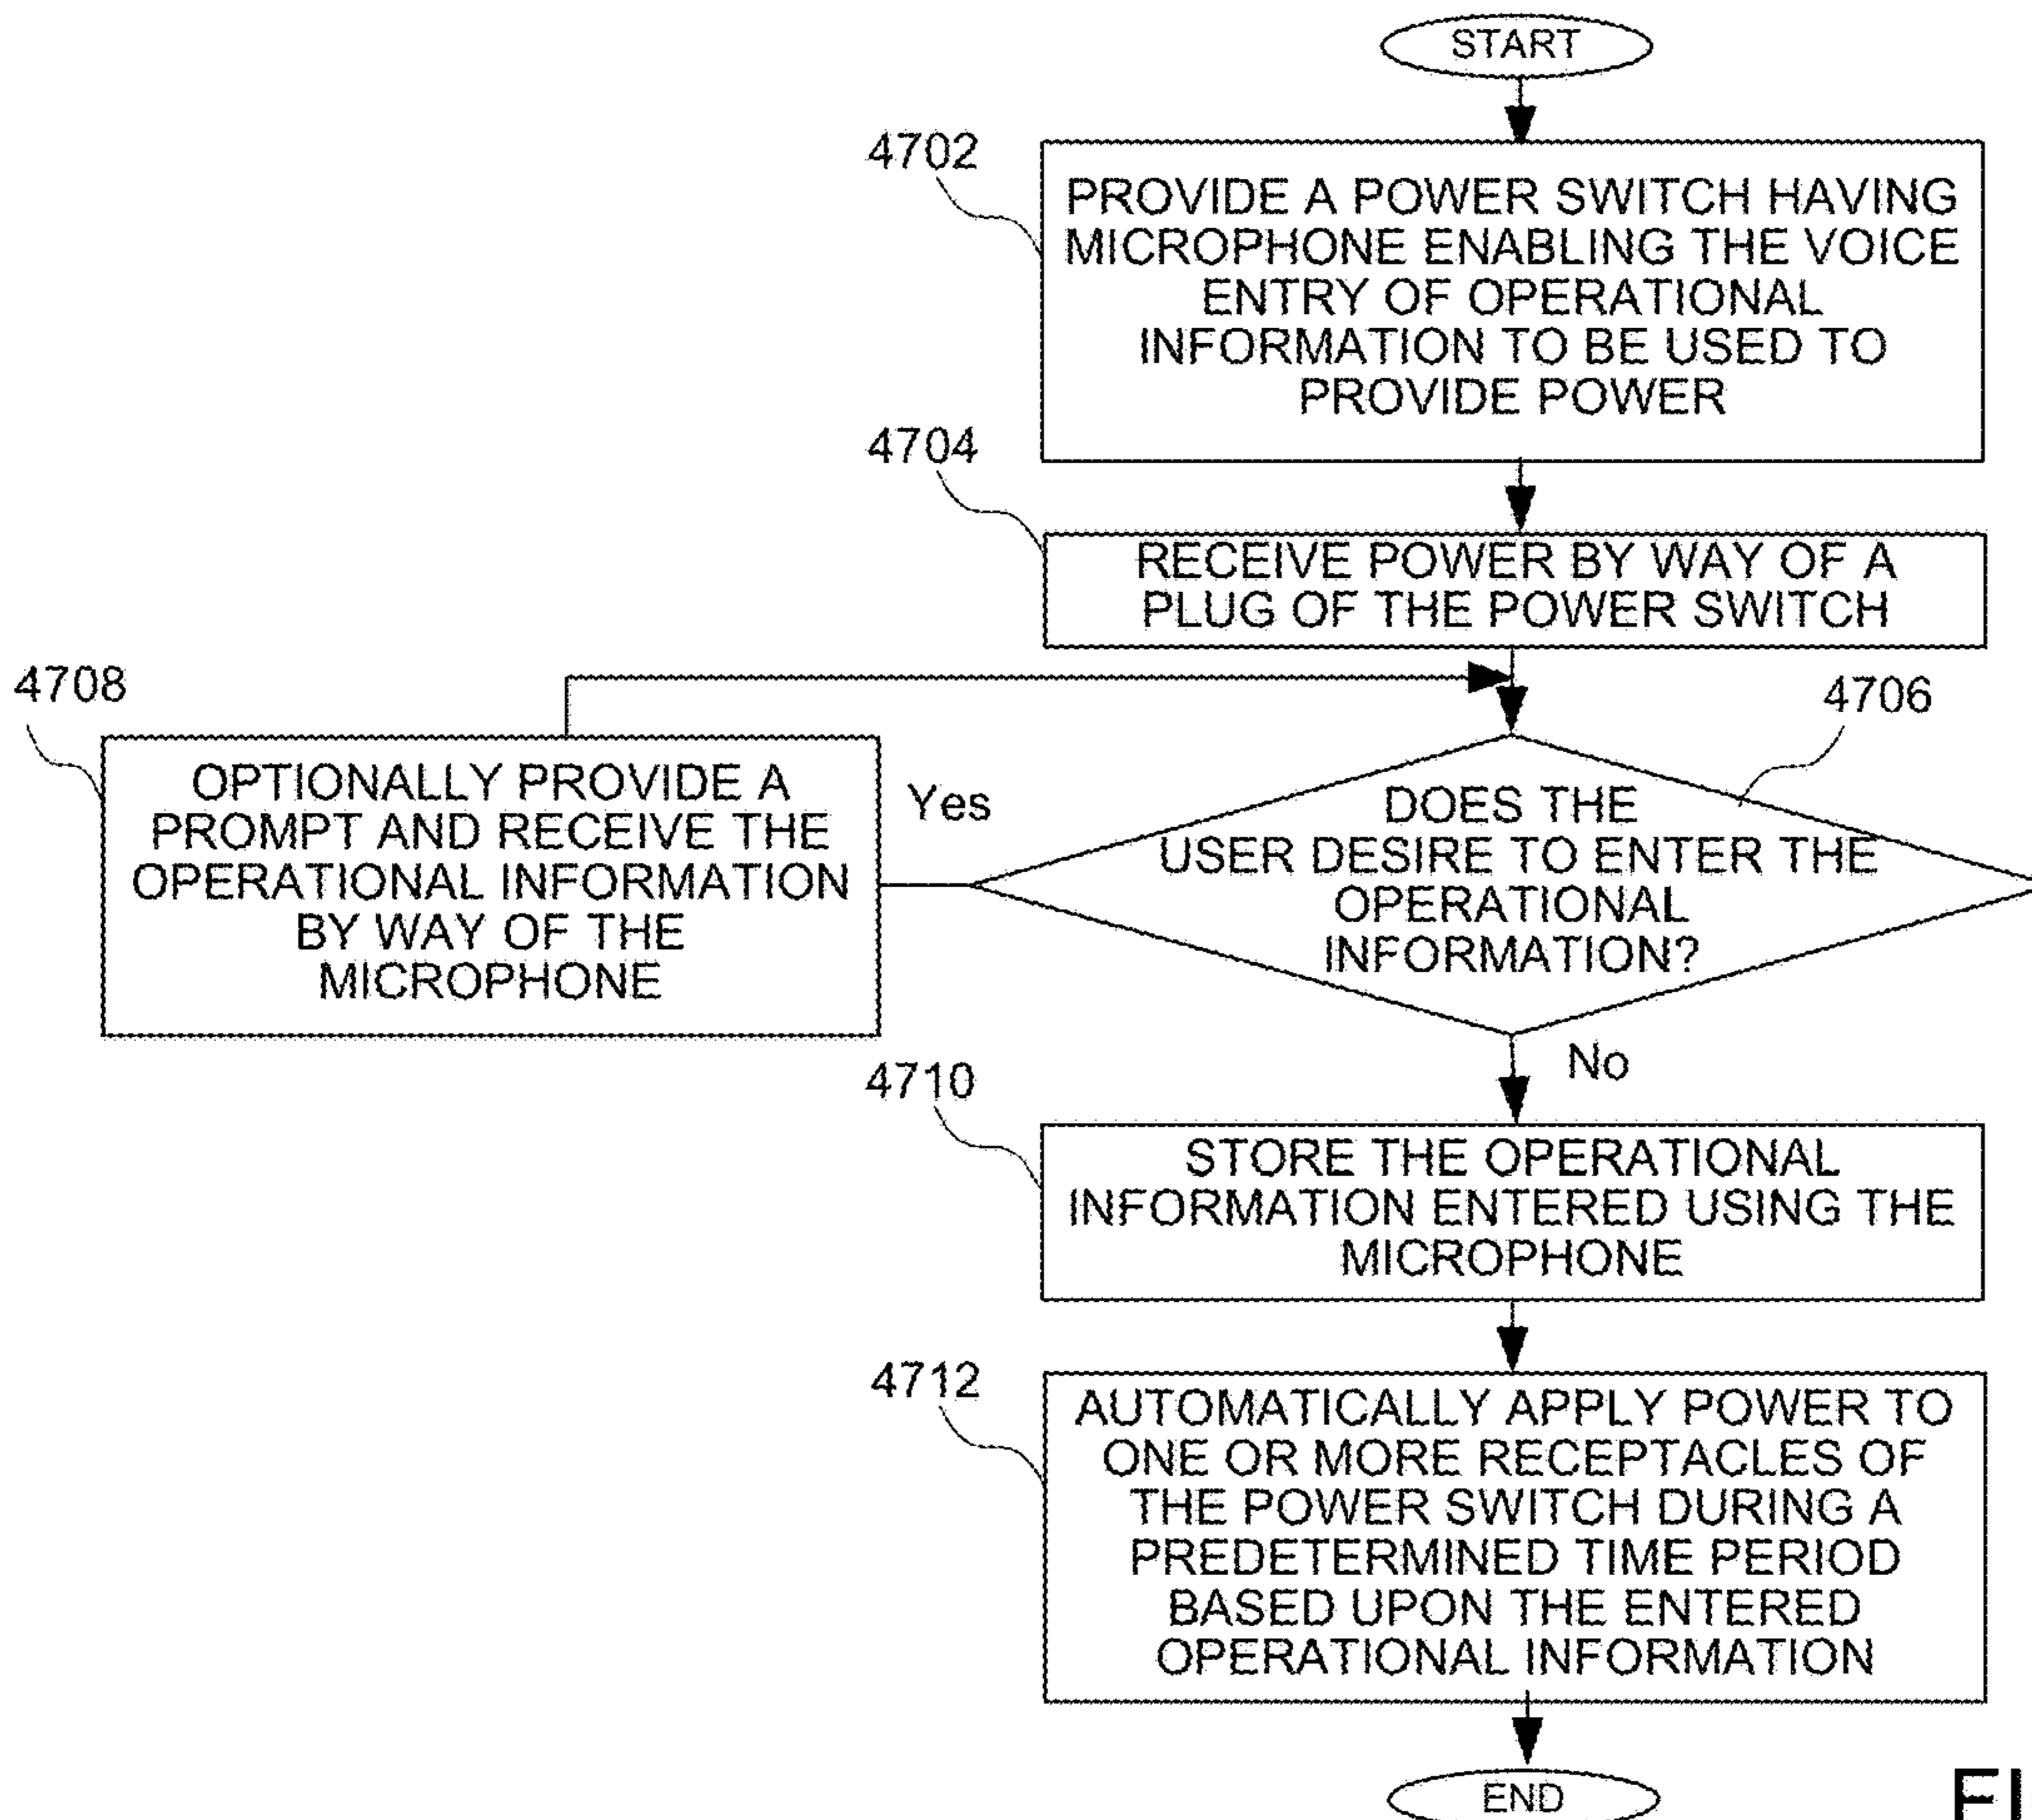 START
4702
PROVIDE A POWER SWITCH HAVING
MICROPHONE ENABLING THE VOICE
ENTRY OF OPERATIONAL
INFORMATION TO BE USED TO
PROVIDE POWER
4704
RECEIVE POWER BY WAY OF A
PLUG OF THE POWER SWITCH
4708
4706
OPTIONALLY PROVIDE A
PROMPT AND RECEIVE THE
OPERATIONAL INFORMATION
BY WAY OF THE
MICROPHONE
Yes
DOES THE
USER DESIRE TO ENTER THE
OPERATIONAL
INFORMATION?
No
4710
STORE THE OPERATIONAL
INFORMATION ENTERED USING THE
MICROPHONE
4712
AUTOMATICALLY APPLY POWER TO
ONE OR MORE RECEPTACLES OF
THE POWER SWITCH DURING A
PREDETERMINED TIME PERIOD
BASED UPON THE ENTERED
OPERATIONAL INFORMATION
END